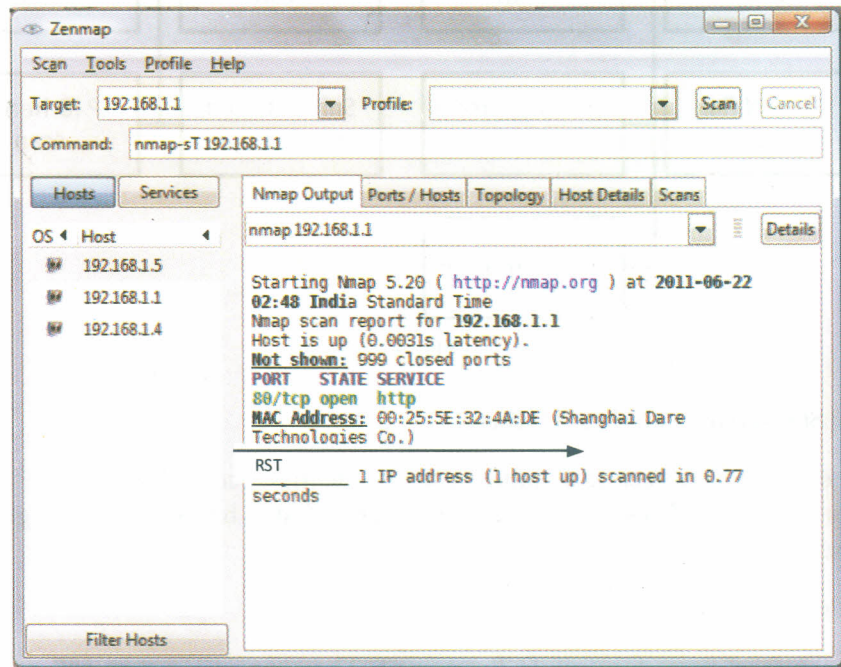 Zenmap
Scan Tools Profile Help
Target: 192.168.1.1 Profile: Scan Cancel
Command: nmap-sT 192.168.1.1
Hosts Services
Nmap Output Ports / Hosts Topology Host Details Scans
OS Host
nmap 192.168.1.1 Details
192.168.1.5
192.168.1.1
192.168.1.4
Starting Nmap 5.20 ( http://nmap.org ) at 2011-06-22
02:48 India Standard Time
Nmap scan report for 192.168.1.1
Host is up (0.0031s latency).
Not shown: 999 closed ports
PORT STATE SERVICE
80/tcp open http
MAC Address: 00:25:5E:32:4A:DE (Shanghai Dare
Technologies Co.)
RST
1 IP address (1 host up) scanned in 0.77
seconds
Filter Hosts